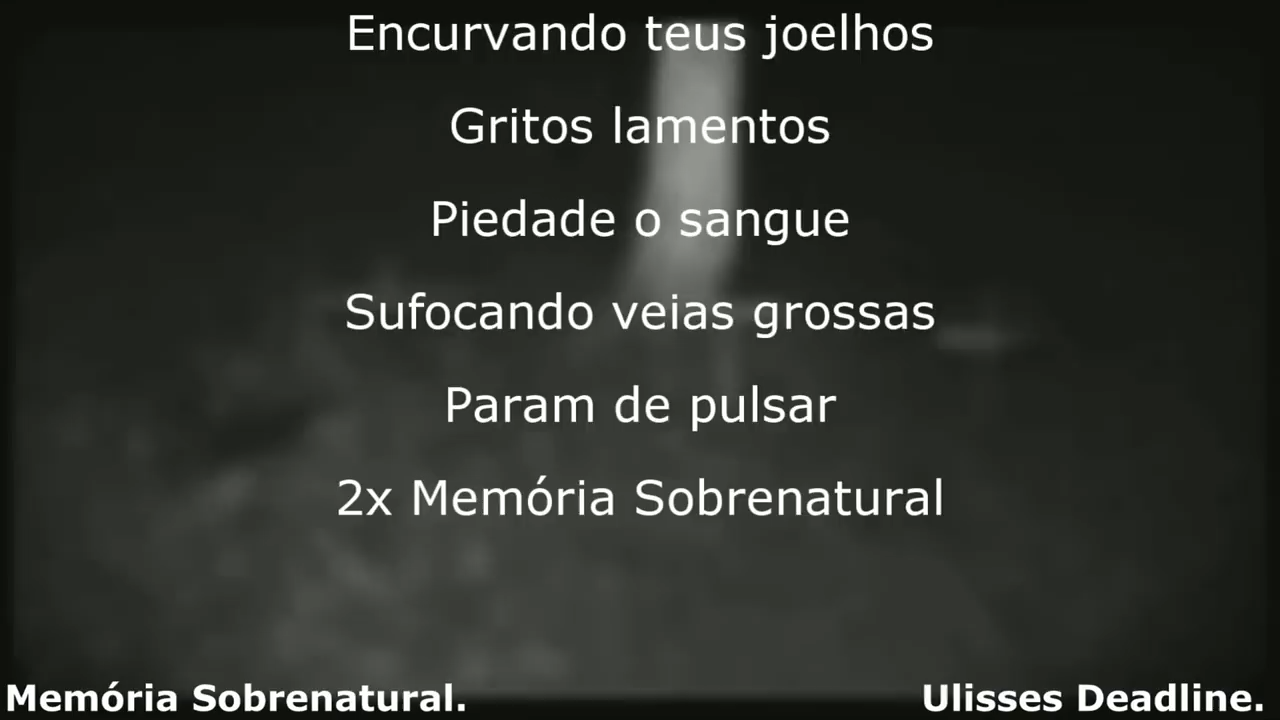 Encurvando teus joelhos
Gritos lamentos
Piedade o sangue
Sufocando veias grossas
Param de pulsar
2x Memória Sobrenatural
Memória Sobrenatural.
Ulisses Deadline.